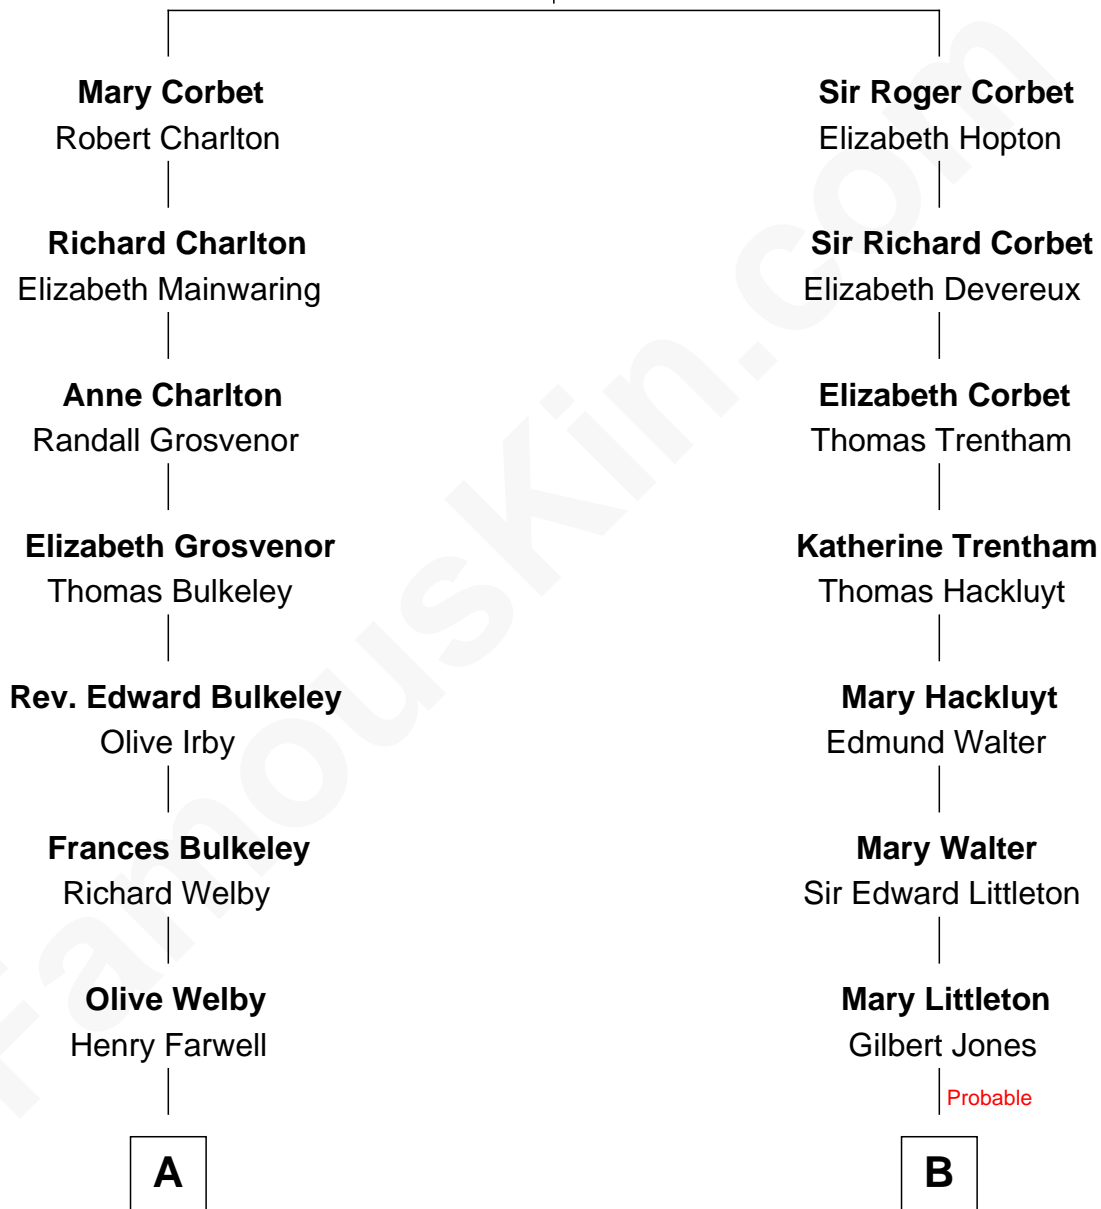 Mary Corbet
Robert Charlton
Sir Roger Corbet
Elizabeth Hopton
Richard Charlton
Elizabeth Mainwaring
Sir Richard Corbet
Elizabeth Devereux
Anne Charlton
Randall Grosvenor
Elizabeth Corbet
Thomas Trentham
Elizabeth Grosvenor
Thomas Bulkeley
Katherine Trentham
Thomas Hackluyt
Rev. Edward Bulkeley
Olive Irby
Mary Hackluyt
Edmund Walter
Frances Bulkeley
Richard Welby
Mary Walter
Sir Edward Littleton
Olive Welby
Henry Farwell
Mary Littleton
Gilbert Jones
Probable
A
B
FamousKin.com